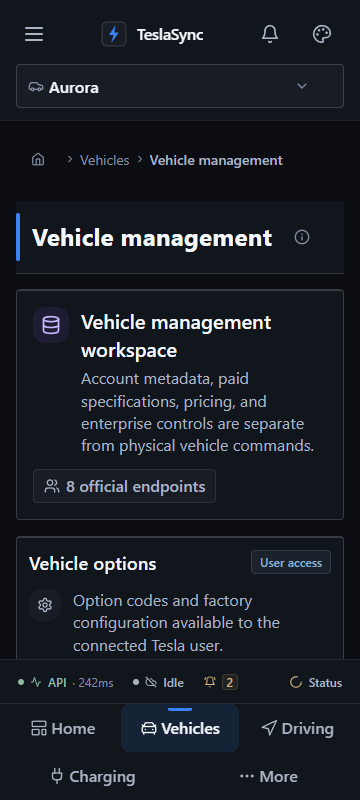 TeslaSync
Aurora
Vehicles
Vehicle management
Vehicle management
Vehicle management
workspace
Account metadata, paid
specifications, pricing, and
enterprise controls are separate
from physical vehicle commands.
8 official endpoints
Vehicle options
User access
Option codes and factory
configuration available to the
connected Tesla user.
API · 242ms
Idle
2
Status
Home
Vehicles
Driving
Charging
More